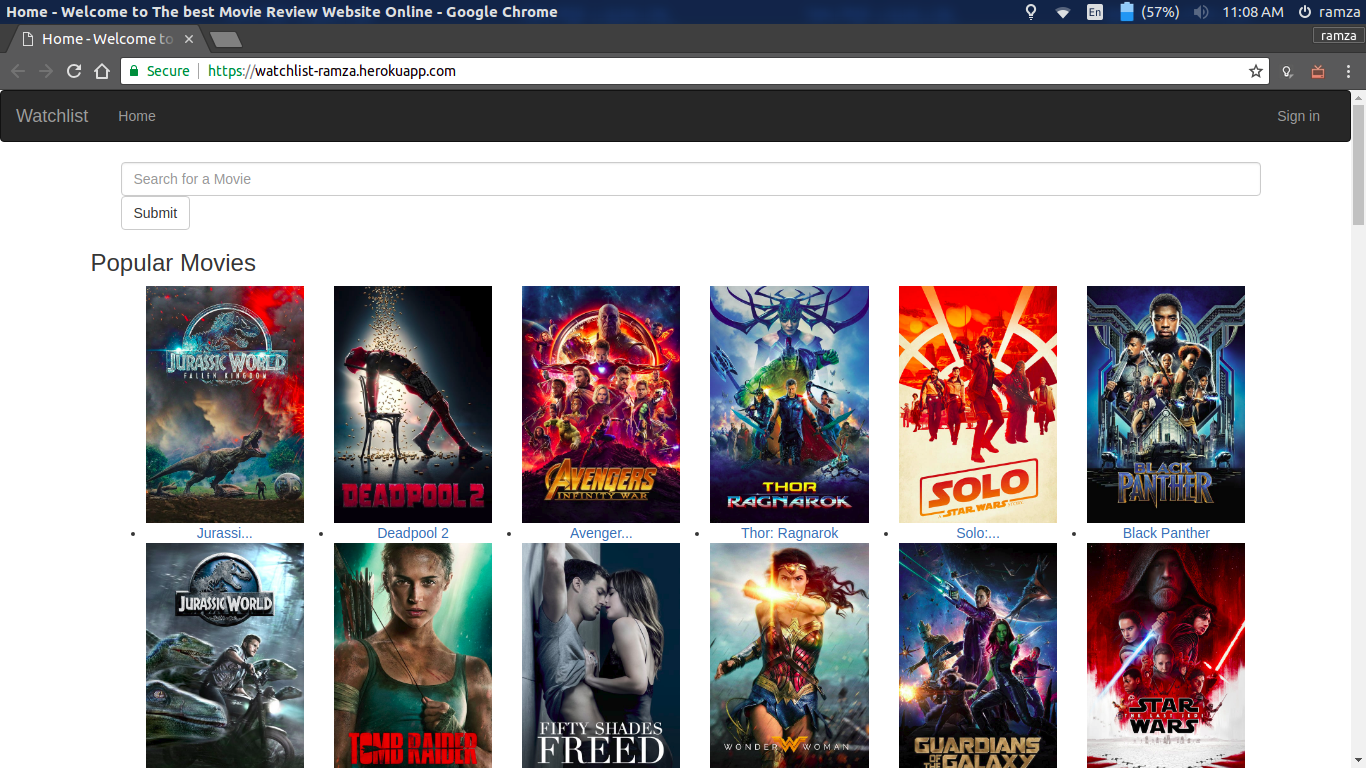 Home - Welcome to The best Movie Review Website Online - Google Chrome
En (57%) 11:08 AM ramza
Home - Welcome to
ramza
Secure https://watchlist-ramza.herokuapp.com
Watchlist Home Sign in
Search for a Movie
Submit
Popular Movies
JURASSIC WORLD
FALLEN KINGDOM
DEADPOOL 2
AVENGERS
INFINITY WAR
THOR
RAGNAROK
SOLO
A STAR WARS STORY
BLACK
PANTHER
Jurassi... Deadpool 2 Avenger... Thor: Ragnarok Solo:... Black Panther
JURASSIC WORLD
TOMB RAIDER
FIFTY SHADES
FREED
WONDER WOMAN
GUARDIANS
OF THE GALAXY
STAR
THE LAST JEDI
WARS